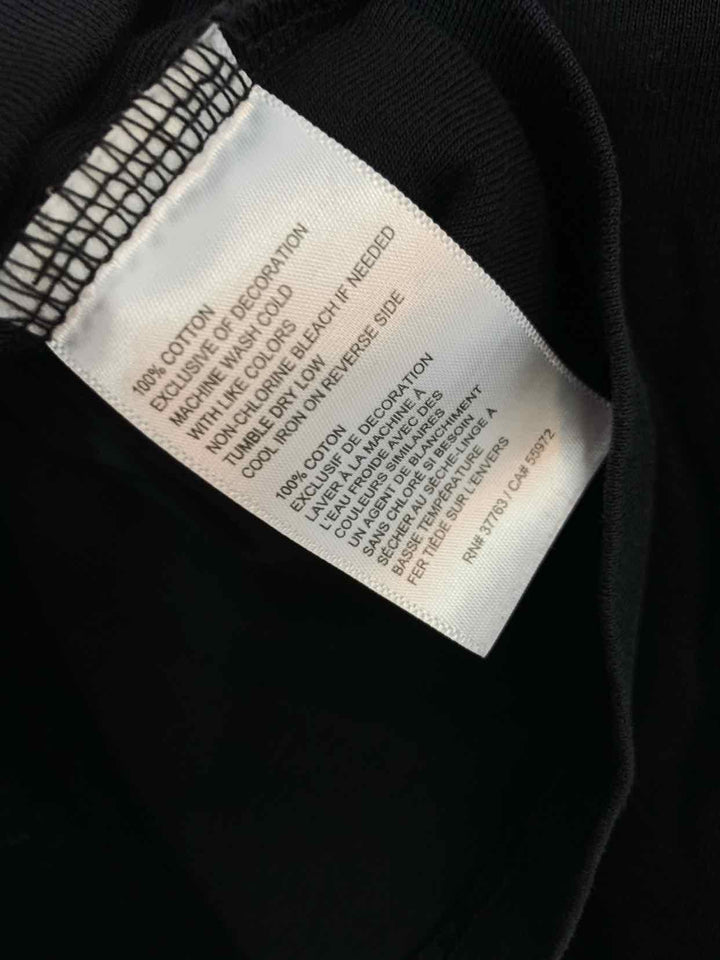 100% COTTON
EXCLUSIVE OF DECORATION
MACHINE WASH COLD
WITH LIKE COLORS
NON-CHLORINE BLEACH IF NEEDED
TUMBLE DRY LOW
COOL IRON ON REVERSE SIDE
100% COTON
EXCLUSIF DE DECORATION
LAVER À LA MACHINE À
L'EAU FROIDE AVEC DES
COULEURS SIMILAIRES
UN AGENT DE BLANCHIMENT
SANS CHLORÉ SI BESOIN
SÉCHER AU SÈCHE-LINGE A
BASSE TEMPÉRATURE
FER TIÈDE SUR L'ENVERS
RN# 37763 / CA# 55972